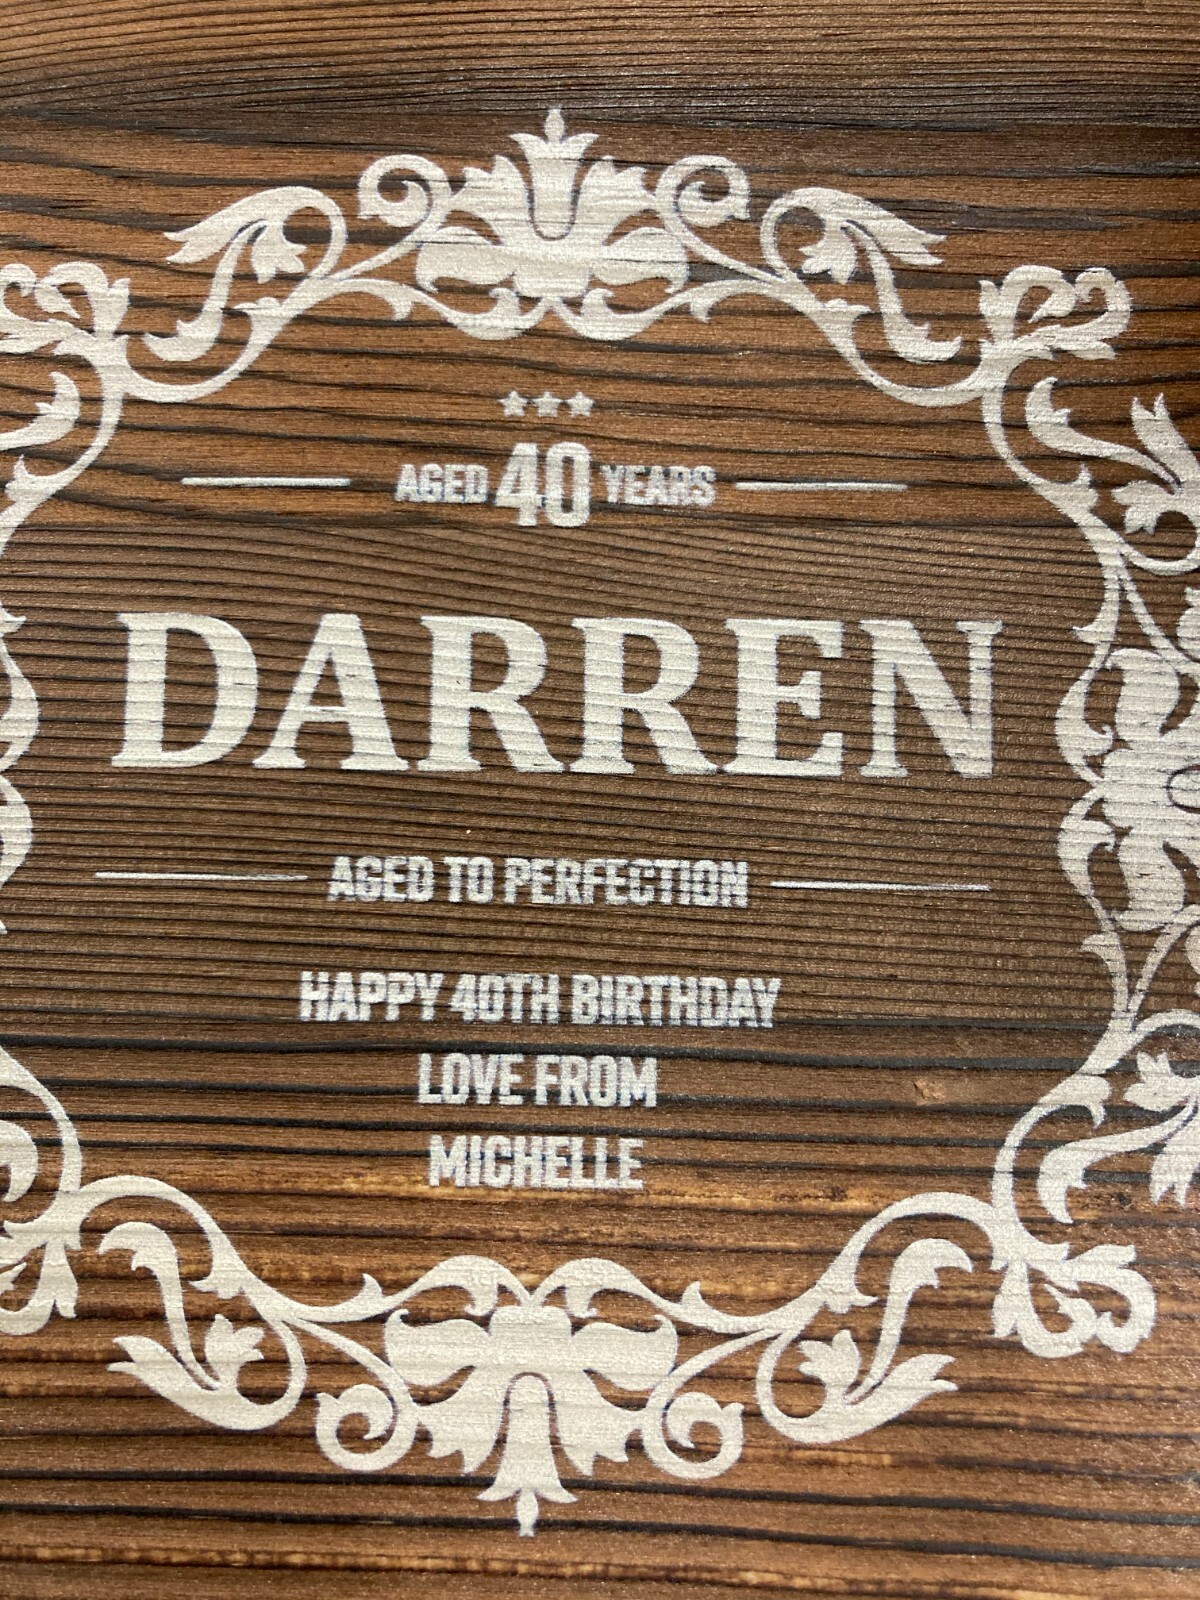 AGED 40 YEARS
DARREN
AGED TO PERFECTION
HAPPY 40TH BIRTHDAY
LOVE FROM
MICHELLE